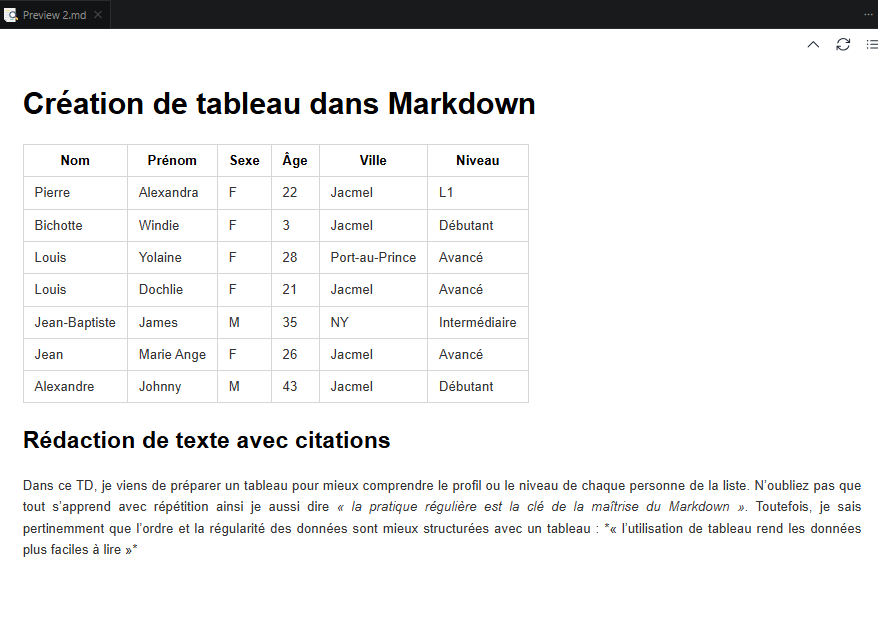 Preview 2.md
Création de tableau dans Markdown
Nom Prénom Sexe Âge Ville Niveau
Pierre Alexandra F 22 Jacmel L1
Bichotte Windie F 3 Jacmel Débutant
Louis Yolaine F 28 Port-au-Prince Avancé
Louis Dochlie F 21 Jacmel Avancé
Jean-Baptiste James M 35 NY Intermédiaire
Jean Marie Ange F 26 Jacmel Avancé
Alexandre Johnny M 43 Jacmel Débutant
Rédaction de texte avec citations
Dans ce TD, je viens de préparer un tableau pour mieux comprendre le profil ou le niveau de chaque personne de la liste. N’oubliez pas que
tout s’apprend avec répétition ainsi je aussi dire « la pratique régulière est la clé de la maîtrise du Markdown ». Toutefois, je sais
pertinemment que l’ordre et la régularité des données sont mieux structurées avec un tableau : *« l’utilisation de tableau rend les données
plus faciles à lire »*